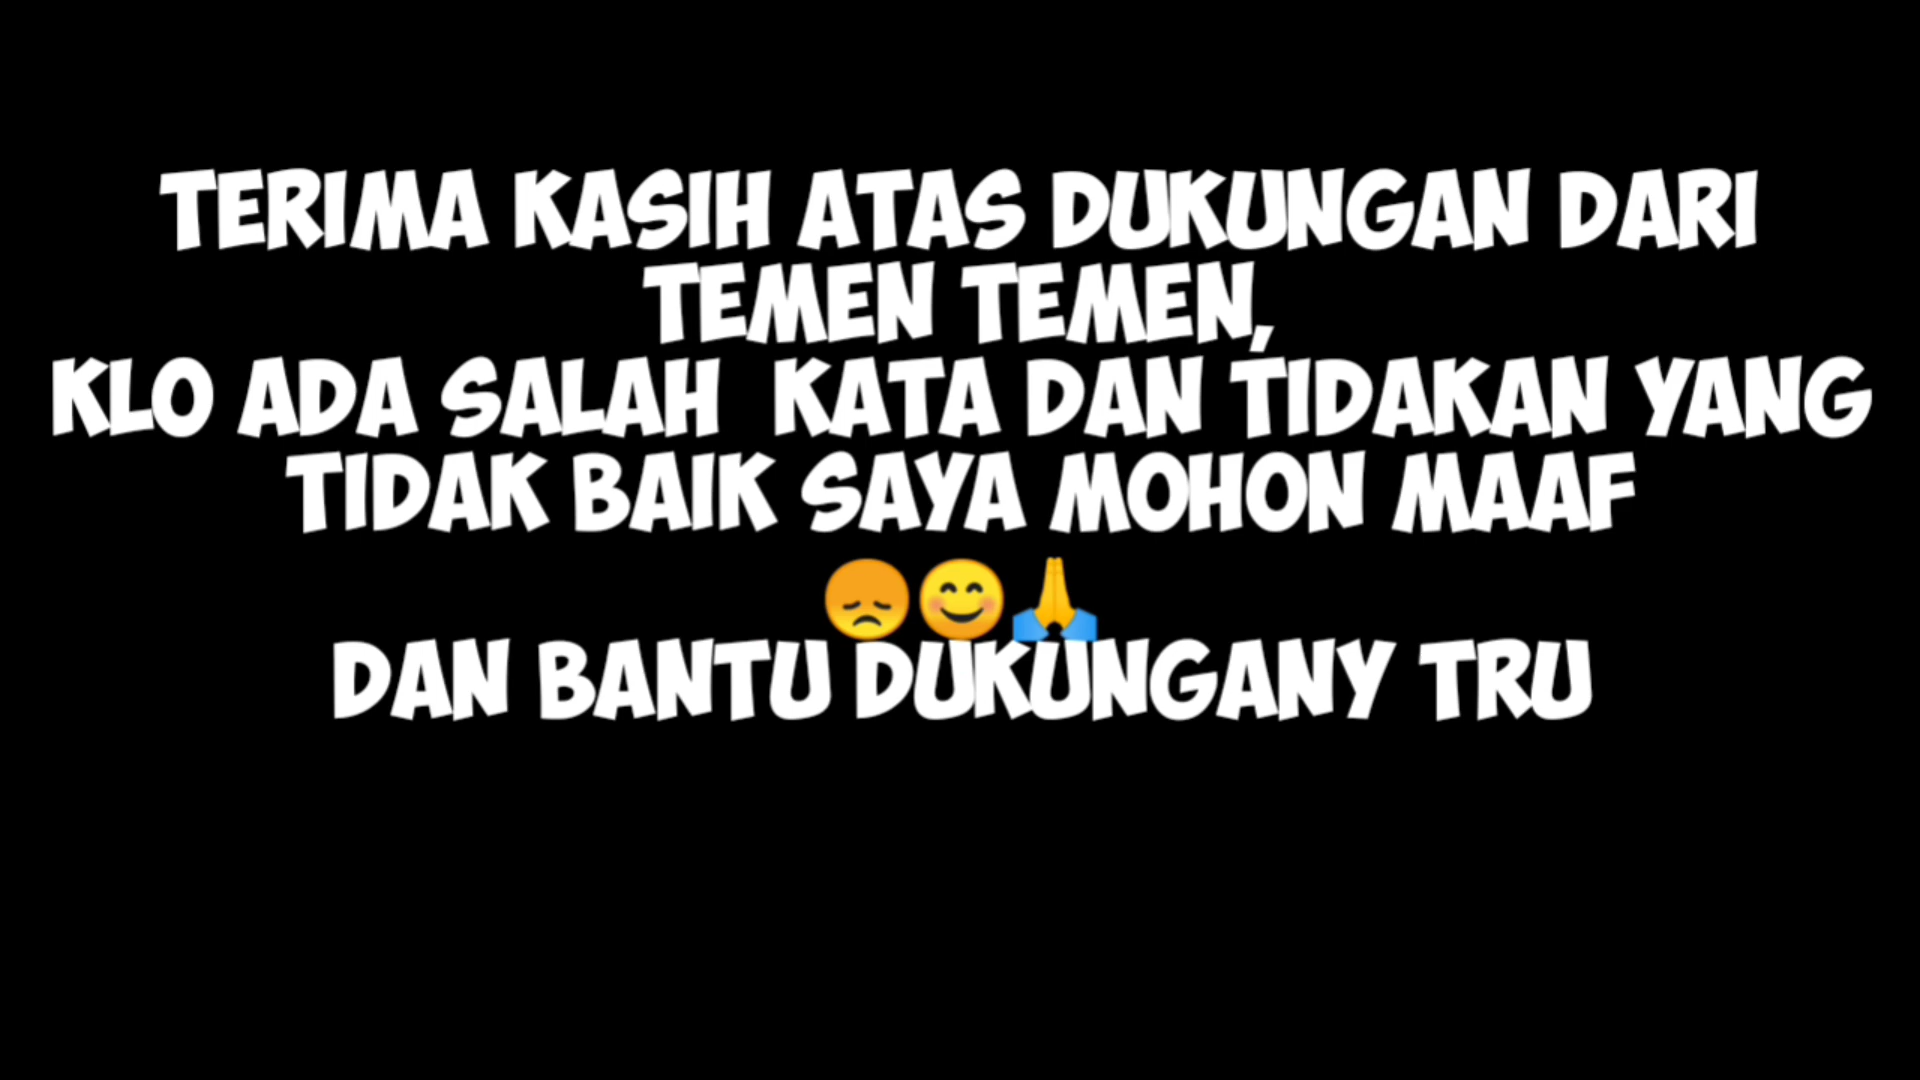 TERIMA KASIH ATAS DUKUNGAN DARI
TEMEN TEMEN,
KLO ADA SALAH  KATA DAN TIDAKAN YANG
TIDAK BAIK SAYA MOHON MAAF
😞😊🙏
DAN BANTU DUKUNGANY TRU